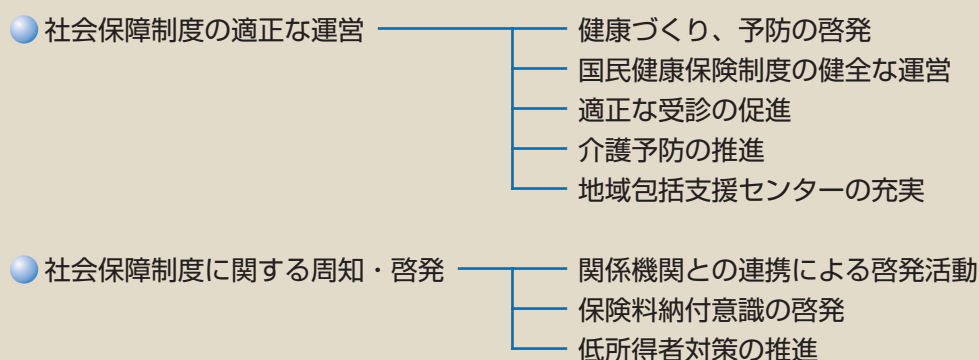 社会保障制度の適正な運営
健康づくり、予防の啓発
国民健康保険制度の健全な運営
適正な受診の促進
介護予防の推進
地域包括支援センターの充実
社会保障制度に関する周知・啓発
関係機関との連携による啓発活動
保険料納付意識の啓発
低所得者対策の推進